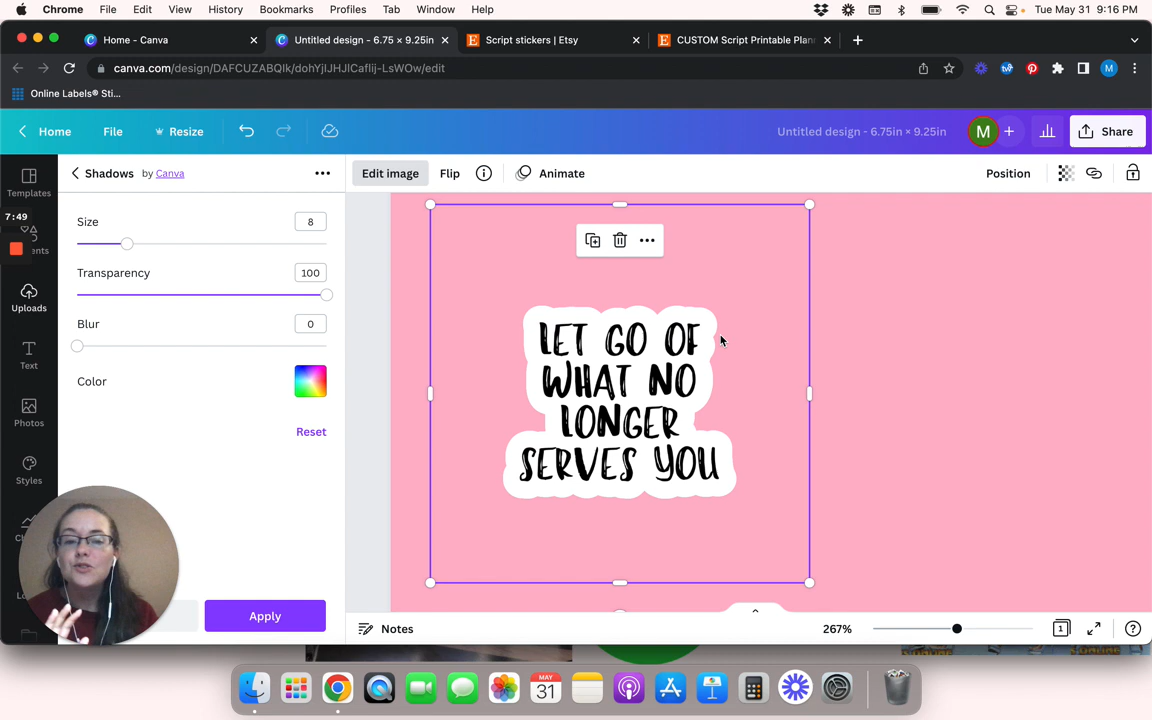 Chrome File Edit View History Bookmarks Profiles Tab Window Help Tue May 31 9:16 PM
Home - Canva Untitled design - 6.75 × 9.25in Script stickers | Etsy CUSTOM Script Printable Plan
canva.com/design/DAFCUZABQIk/dohYjIJHJICafIij-LsWOw/edit
Online Labels® Sti...
Home File Resize Untitled design - 6.75in × 9.25in M Share
Templates
Shadows by Canva
Edit image Flip Animate Position
7:49
ents
Size 8
Transparency 100
Uploads
Blur 0
Text
Color
Photos
Reset
Styles
LET GO OF
WHAT NO
LONGER
SERVES YOU
Apply
Notes 267% 1
MAY
31